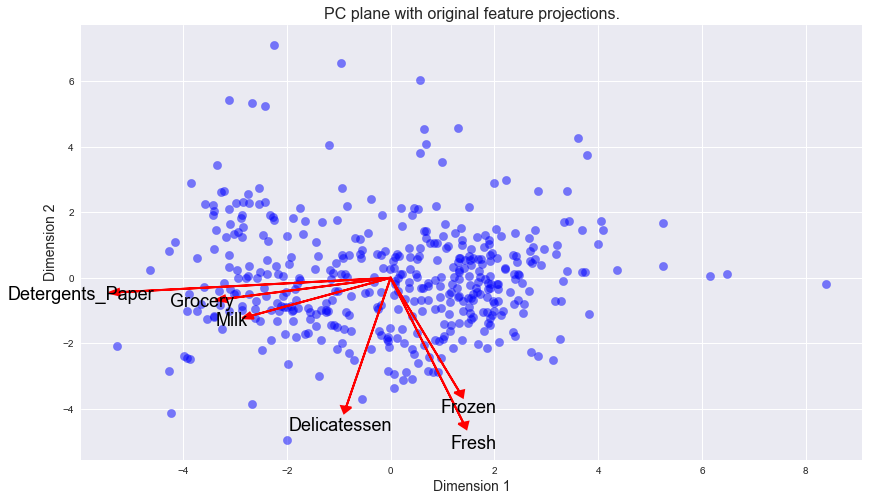 PC plane with original feature projections.
Dimension 2
6
4
2
0
−2
−4
Detergents_Paper
Grocery
Milk
Frozen
Delicatessen
Fresh
−4
−2
0
2
4
6
8
Dimension 1